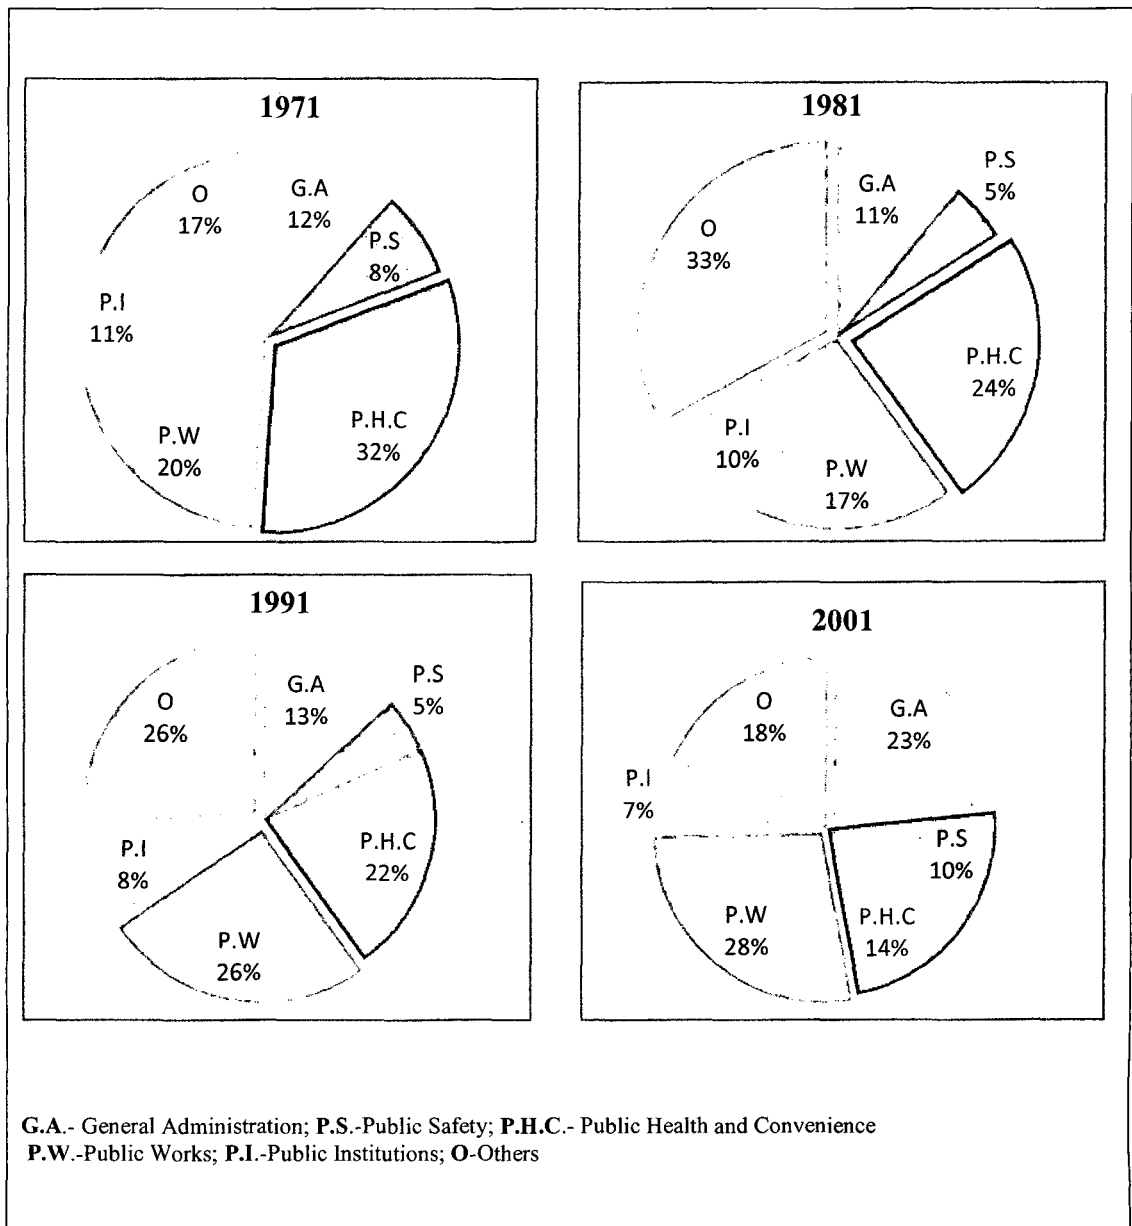 1971
O
17%
G.A
12%
P.S
8%
P.I
11%
P.W
20%
P.H.C
32%
1981
O
33%
G.A
11%
P.S
5%
P.H.C
24%
P.I
10%
P.W
17%
1991
O
26%
G.A
13%
P.S
5%
P.H.C
22%
P.I
8%
P.W
26%
2001
O
18%
G.A
23%
P.I
7%
P.S
10%
P.W
28%
P.H.C
14%
G.A.- General Administration; P.S.-Public Safety; P.H.C.- Public Health and Convenience
P.W.-Public Works; P.I.-Public Institutions; O-Others